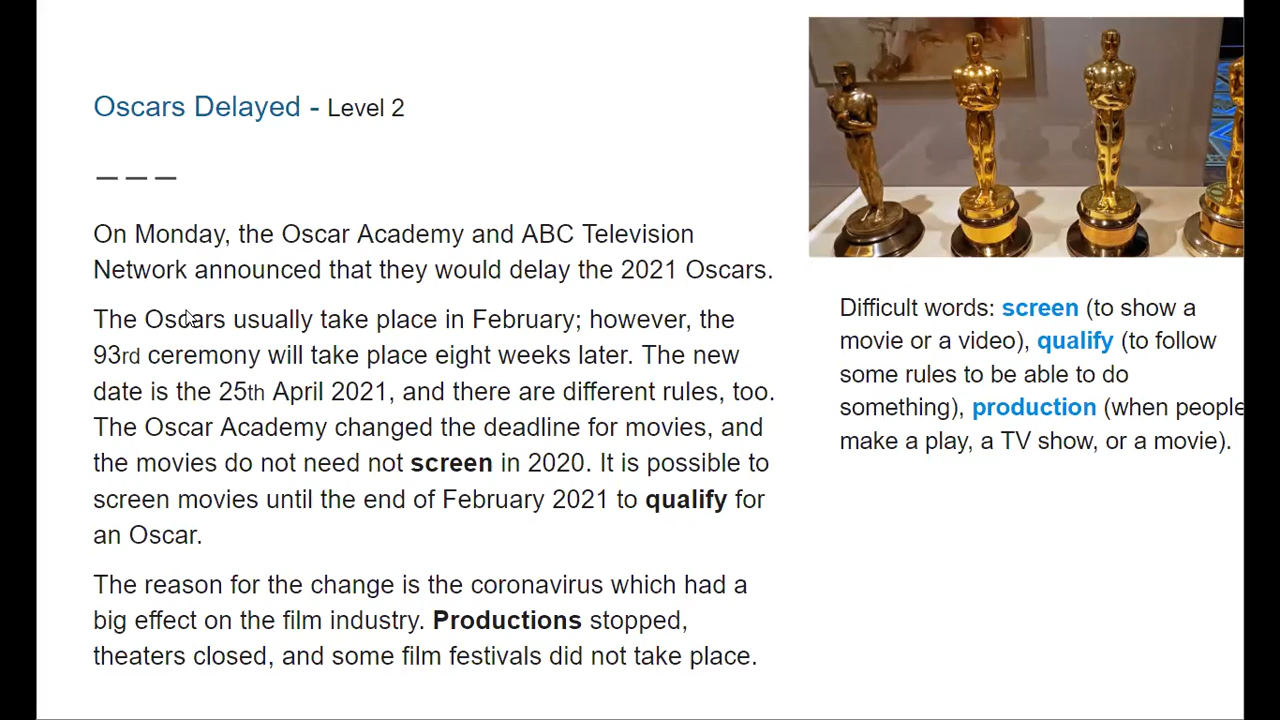 Oscars Delayed - Level 2
On Monday, the Oscar Academy and ABC Television
Network announced that they would delay the 2021 Oscars.
The Oscars usually take place in February; however, the
93rd ceremony will take place eight weeks later. The new
date is the 25th April 2021, and there are different rules, too.
The Oscar Academy changed the deadline for movies, and
the movies do not need not screen in 2020. It is possible to
screen movies until the end of February 2021 to qualify for
an Oscar.
The reason for the change is the coronavirus which had a
big effect on the film industry. Productions stopped,
theaters closed, and some film festivals did not take place.
Difficult words: screen (to show a
movie or a video), qualify (to follow
some rules to be able to do
something), production (when people
make a play, a TV show, or a movie).